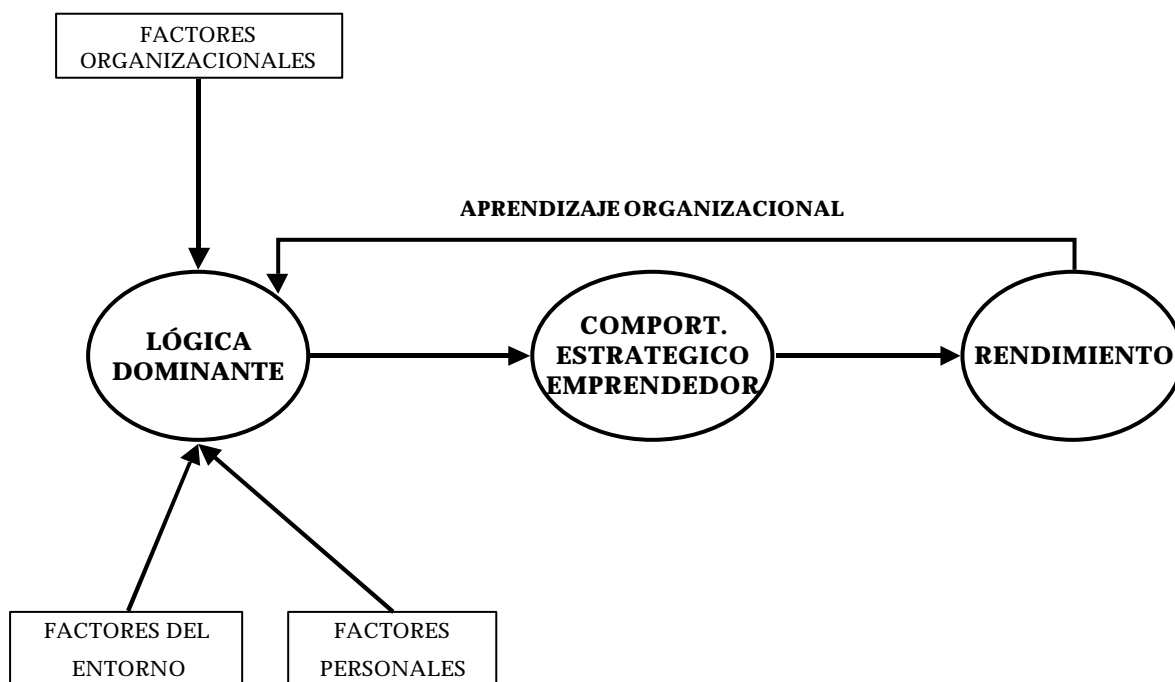 FACTORES
ORGANIZACIONALES
APRENDIZAJE ORGANIZACIONAL
LÓGICA
DOMINANTE
COMPORT.
ESTRATEGICO
EMPRENDEDOR
RENDIMIENTO
FACTORES DEL
ENTORNO
FACTORES
PERSONALES